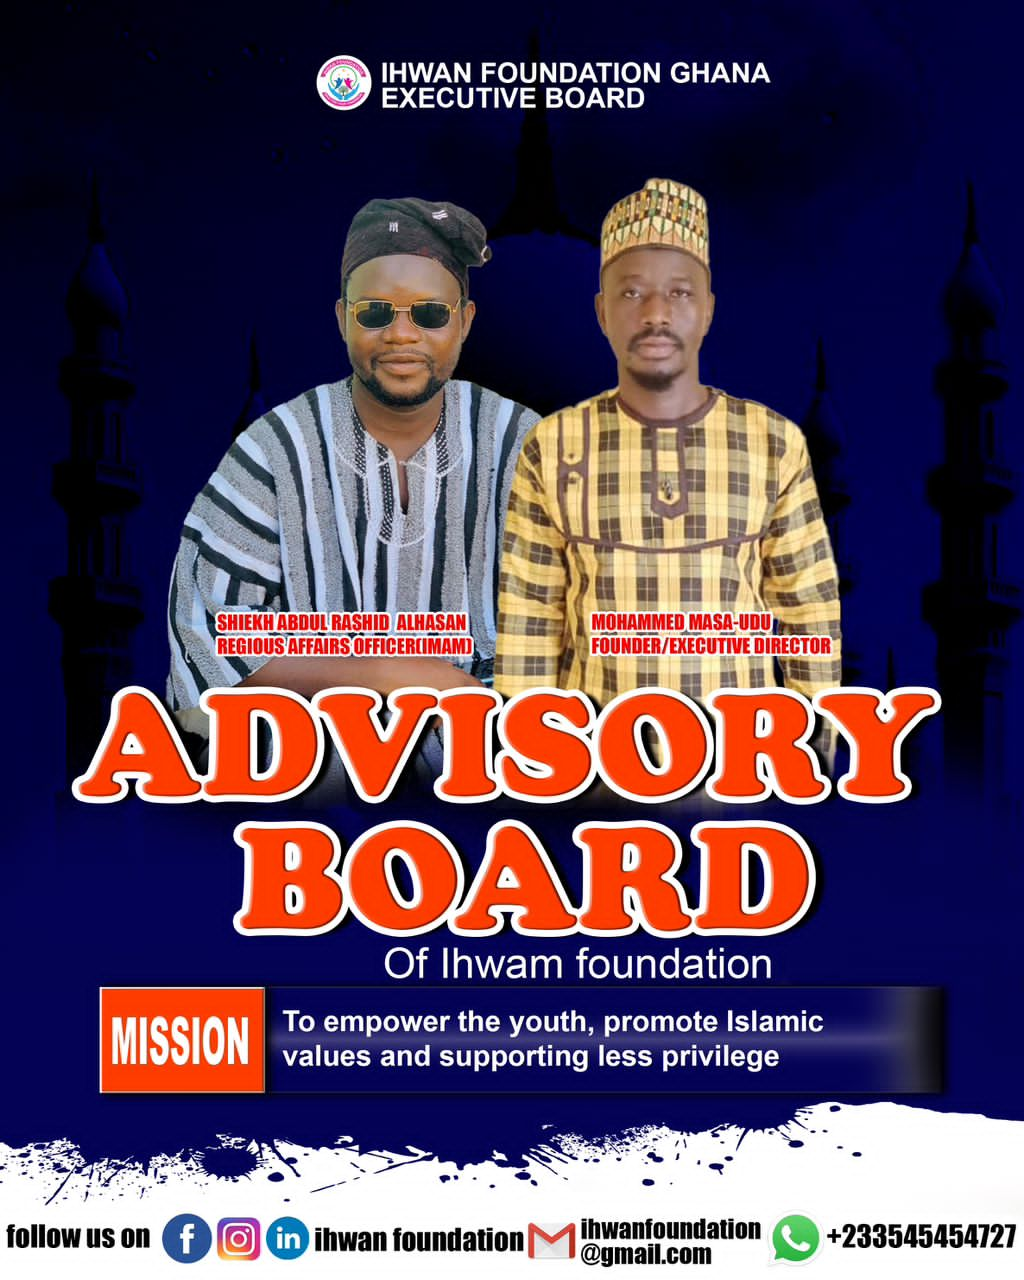 IHWAN FOUNDATION GHANA
EXECUTIVE BOARD
SHIEKH ABDUL RASHID ALHASAN
REGIOUS AFFAIRS OFFICER(IMAM)
MOHAMMED MASA-UDU
FOUNDER/EXECUTIVE DIRECTOR
ADVISORY
BOARD
Of Ihwam foundation
MISSION
To empower the youth, promote Islamic
values and supporting less privilege
follow us on
ihwan foundation
ihwanfoundation
@gmail.com
+233545454727